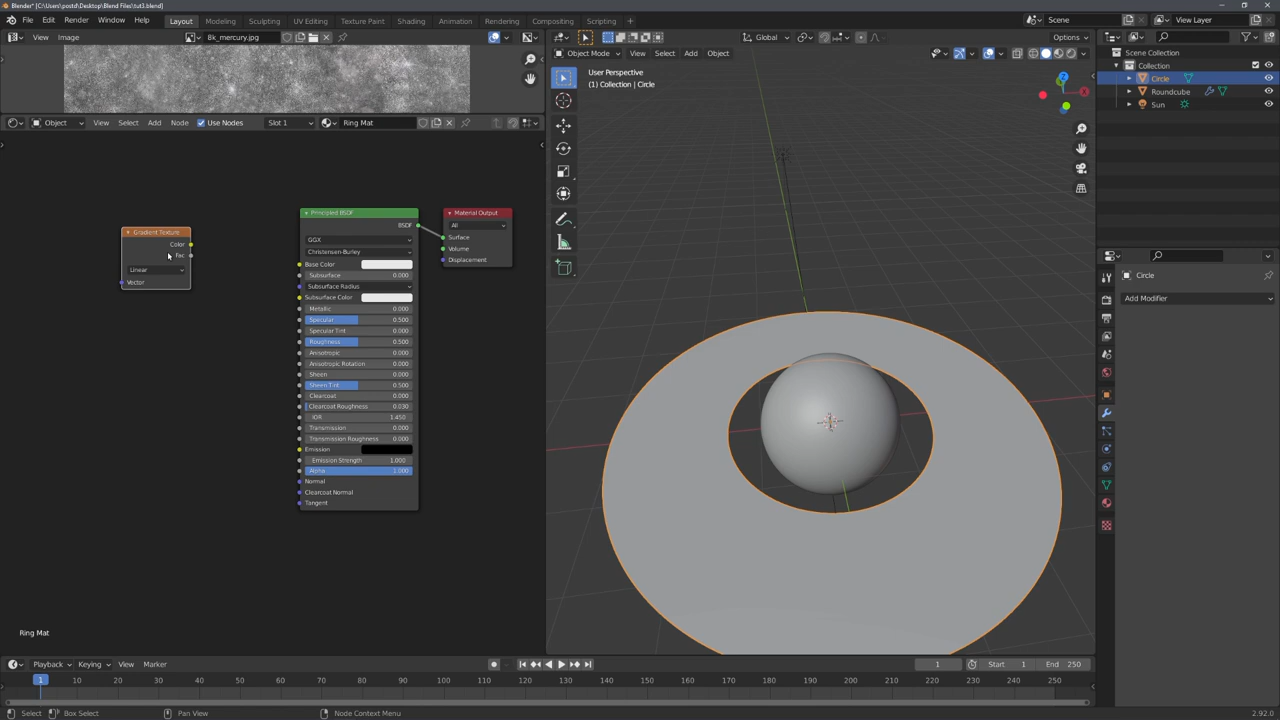 Blender* [C:\Users\postd\Desktop\Blend Files\tut3.blend]
File Edit Render Window Help Layout Modeling Sculpting UV Editing Texture Paint Shading Animation Rendering Compositing Scripting Scene View Layer
View Image 8k_mercury.jpg Global Options
Object Mode View Select Add Object
User Perspective
(1) Collection | Circle
Scene Collection
Collection
Circle
Roundcube
Sun
Object View Select Add Node Use Nodes Slot 1 Ring Mat
Gradient Texture
Color
Fac
Linear
Vector
Principled BSDF
BSDF
GGX
Christensen-Burley
Base Color
Subsurface 0.000
Subsurface Radius
Subsurface Color
Metallic 0.000
Specular 0.500
Specular Tint 0.000
Roughness 0.500
Anisotropic 0.000
Anisotropic Rotation 0.000
Sheen 0.000
Sheen Tint 0.500
Clearcoat 0.000
Clearcoat Roughness 0.030
IOR 1.450
Transmission 0.000
Transmission Roughness 0.000
Emission
Emission Strength 1.000
Alpha 1.000
Normal
Clearcoat Normal
Tangent
Material Output
All
Surface
Volume
Displacement
Z
X
Circle
Add Modifier
Ring Mat
Playback Keying View Marker 1 Start 1 End 250
1 10 20 30 40 50 60 70 80 90 100 110 120 130 140 150 160 170 180 190 200 210 220 230 240 250
Select Box Select Pan View Node Context Menu 2.92.0